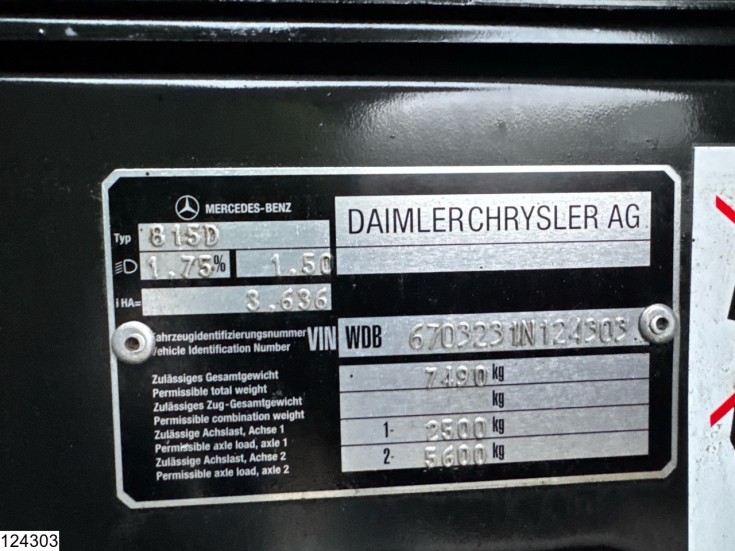 MERCEDES-BENZ
DAIMLERCHRYSLER AG
Typ 815D
1.75% 1.50
i HA= 3.636
Fahrzeugidentifizierungsnummer
Vehicle Identification Number
VIN WDB 6703231N124303
Zulässiges Gesamtgewicht
Permissible total weight
7490 kg
Zulässiges Zug-Gesamtgewicht
Permissible combination weight
kg
Zulässige Achslast, Achse 1
Permissible axle load, axle 1
1- 2500 kg
Zulässige Achslast, Achse 2
Permissible axle load, axle 2
2- 5600 kg
124303